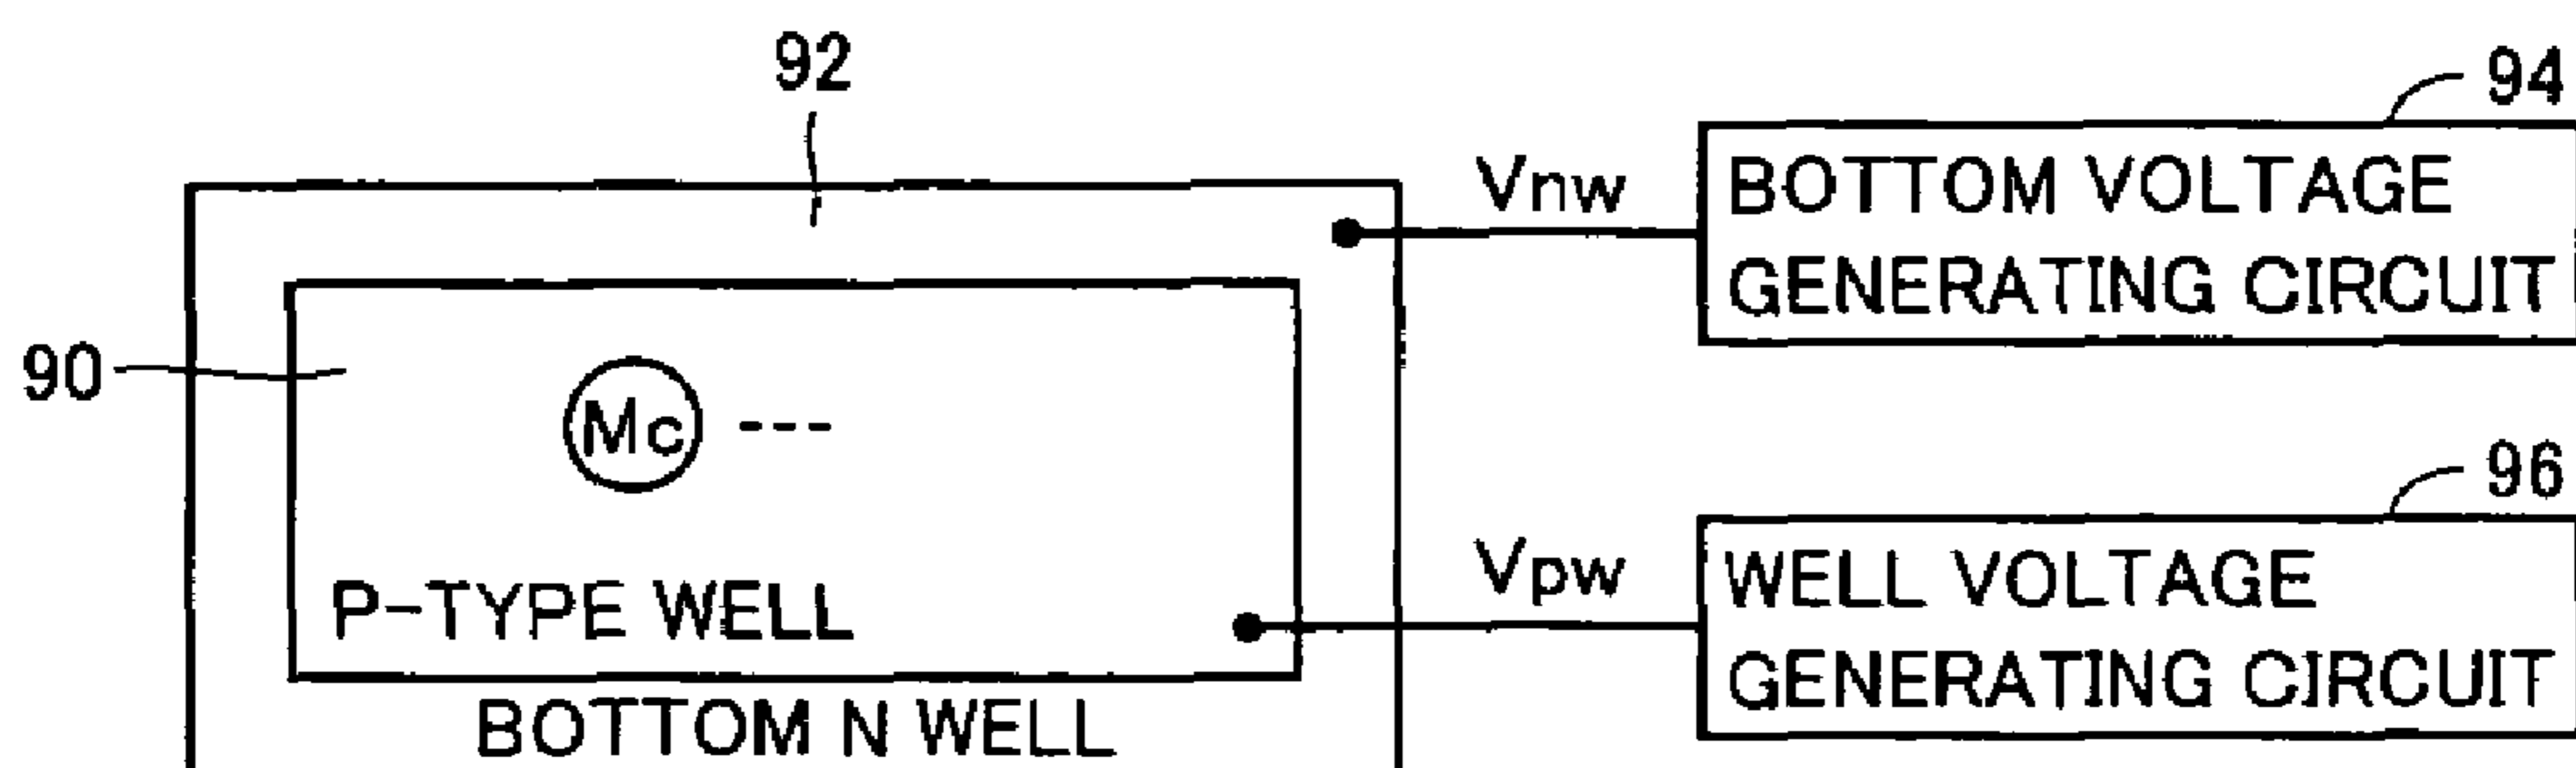 92
94
Vnw
BOTTOM VOLTAGE
GENERATING CIRCUIT
90
Mc ---
96
Vpw
WELL VOLTAGE
GENERATING CIRCUIT
P-TYPE WELL
BOTTOM N WELL